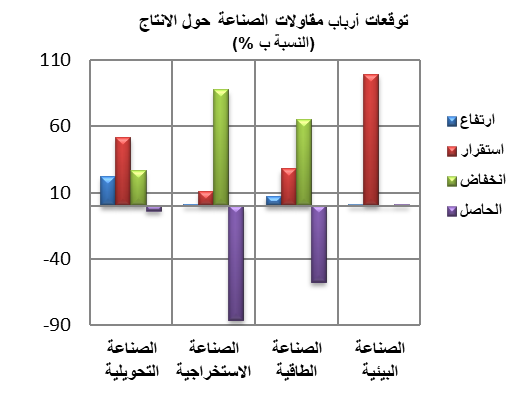 توقعات أرباب مقاولات الصناعة حول الانتاج
(النسبة ب %)
110
60
10
-40
-90
ارتفاع
استقرار
انخفاض
الحاصل
الصناعة التحويلية
الصناعة الاستخراجية
الصناعة الطاقية
الصناعة البيئية